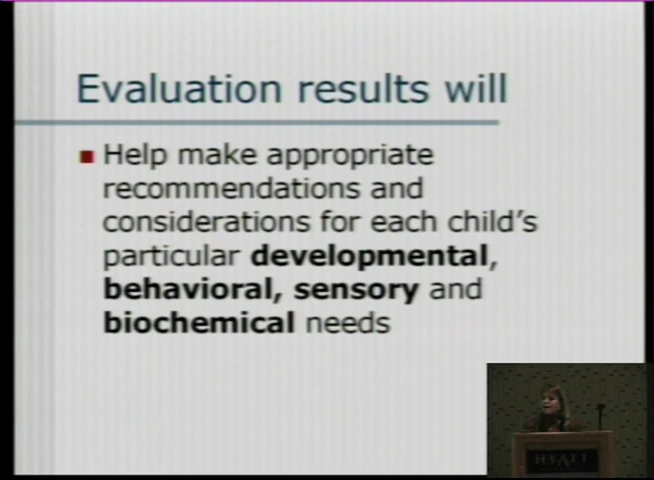 Evaluation results will
Help make appropriate
recommendations and
considerations for each child's
particular developmental,
behavioral, sensory and
biochemical needs
HYATT